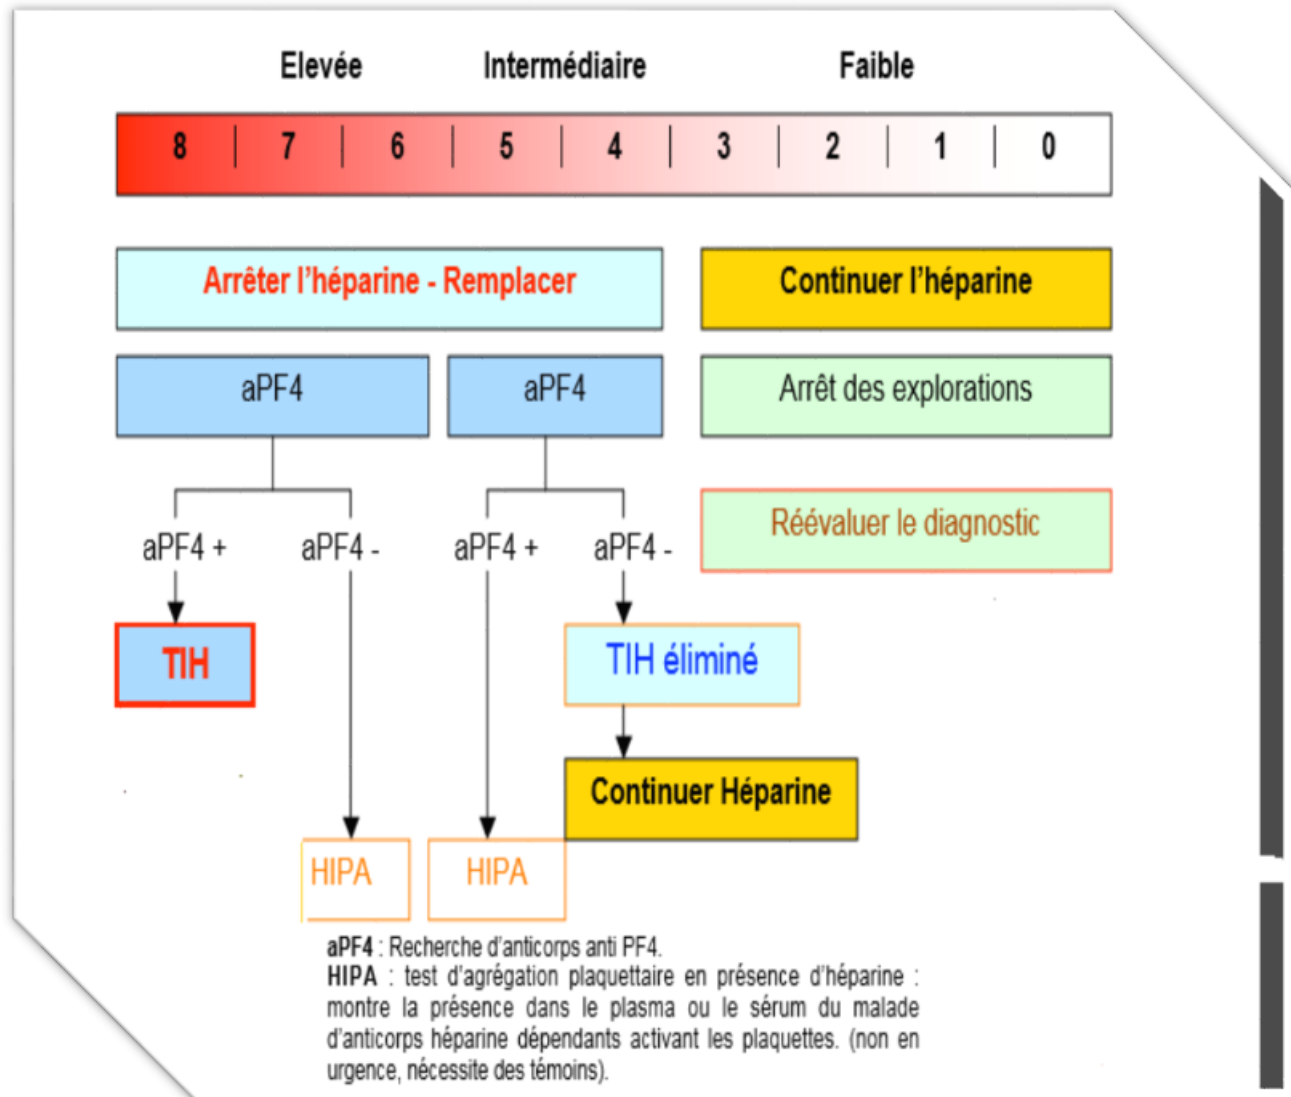 Elevée Intermédiaire Faible
8 7 6 5 4 3 2 1 0
Arrêter l'héparine - Remplacer Continuer l'héparine
aPF4 aPF4 Arrêt des explorations
Réévaluer le diagnostic
aPF4 + aPF4 - aPF4 + aPF4 -
TIH TIH éliminé
Continuer Héparine
HIPA HIPA
aPF4 : Recherche d'anticorps anti PF4.
HIPA : test d'agrégation plaquettaire en présence d'héparine :
montre la présence dans le plasma ou le sérum du malade
d'anticorps héparine dépendants activant les plaquettes. (non en
urgence, nécessite des témoins).